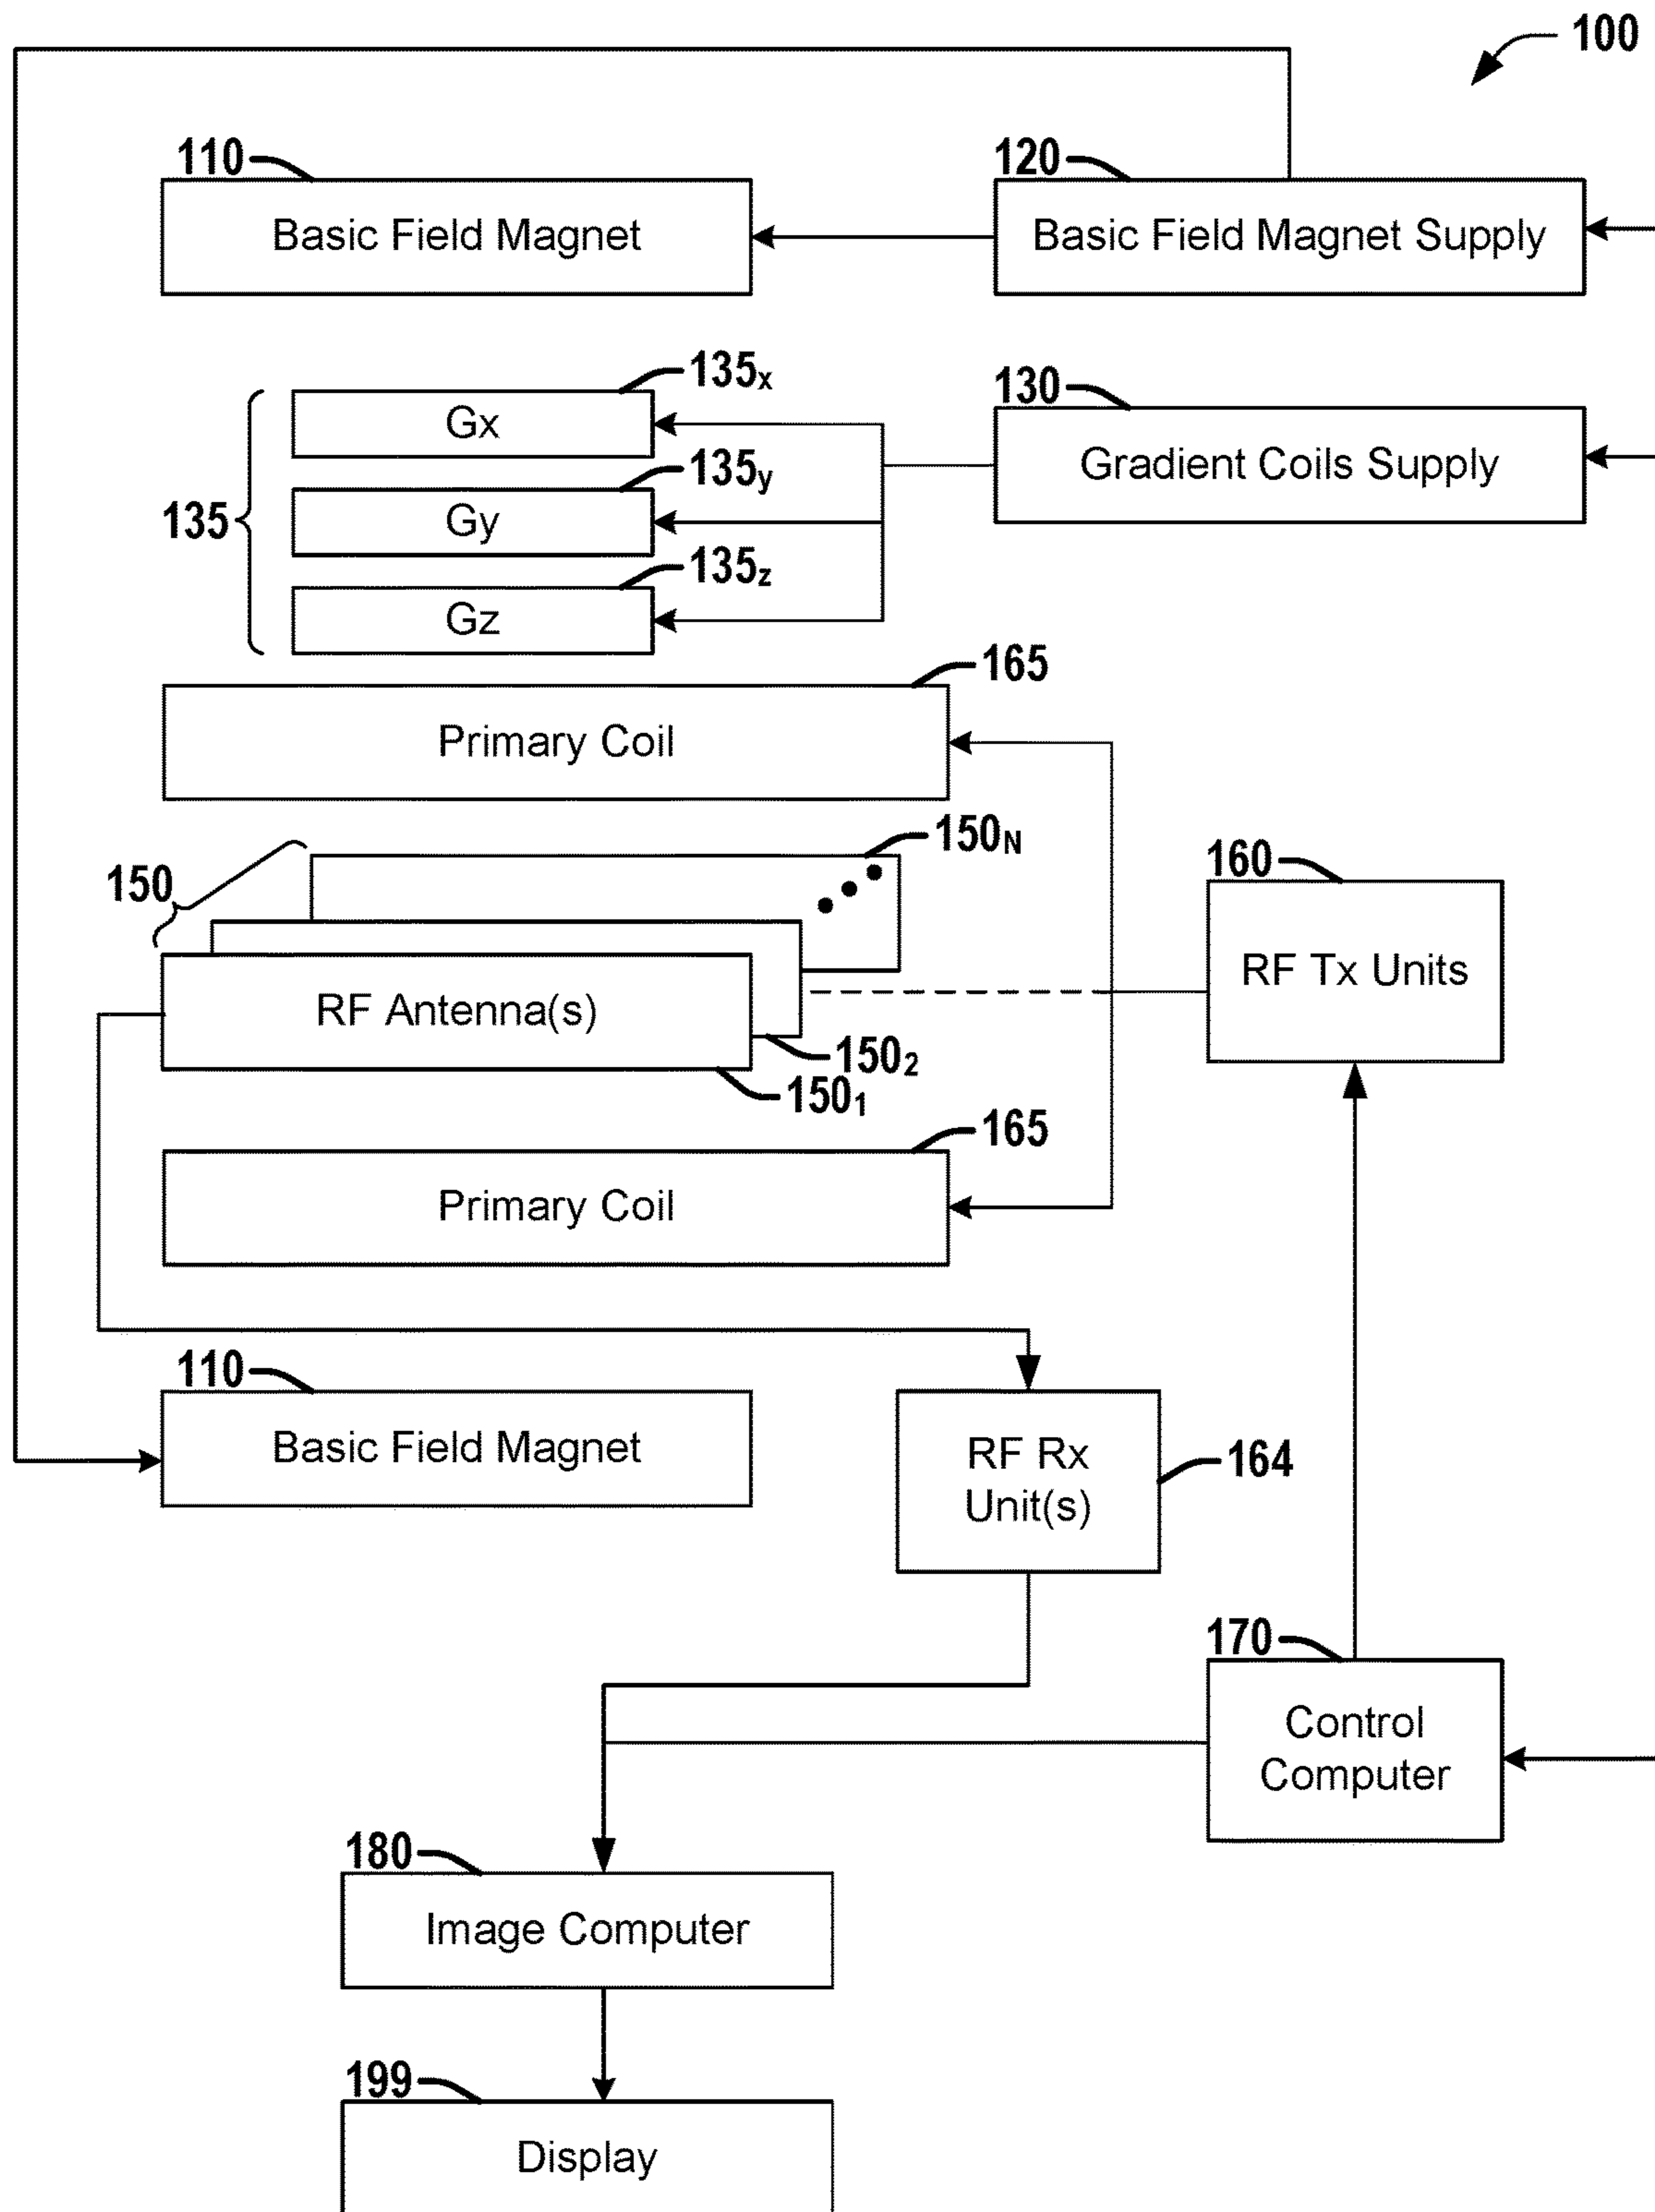 100
110
120
Basic Field Magnet
Basic Field Magnet Supply
135x
130
Gx
Gradient Coils Supply
135y
135
Gy
135z
Gz
165
Primary Coil
150N
150
160
RF Tx Units
RF Antenna(s)
1502
1501
165
Primary Coil
110
Basic Field Magnet
RF Rx
Unit(s)
164
170
Control
Computer
180
Image Computer
199
Display